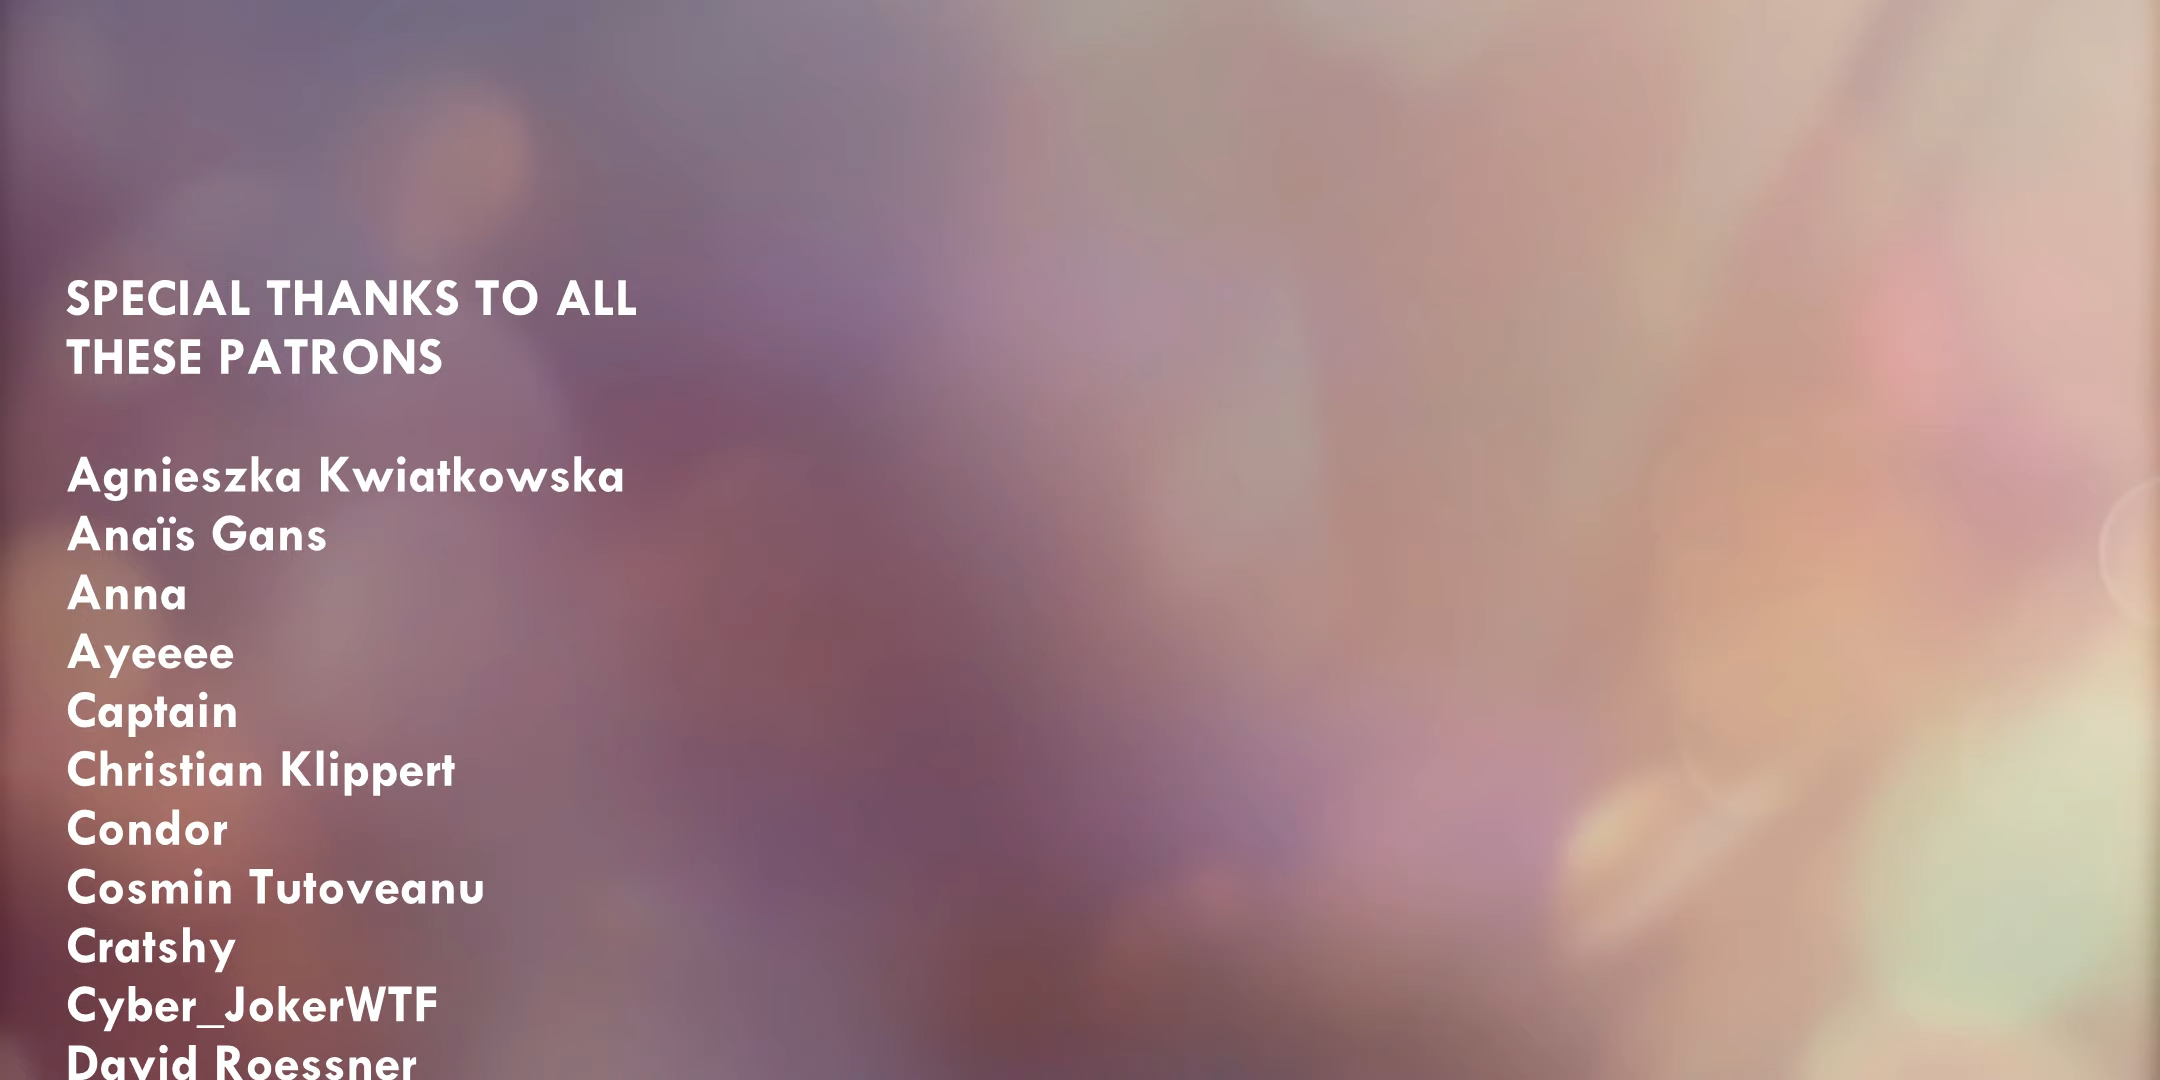 SPECIAL THANKS TO ALL
THESE PATRONS
Agnieszka Kwiatkowska
Anaïs Gans
Anna
Ayeeee
Captain
Christian Klippert
Condor
Cosmin Tutoveanu
Cratshy
Cyber_JokerWTF
David Roessner